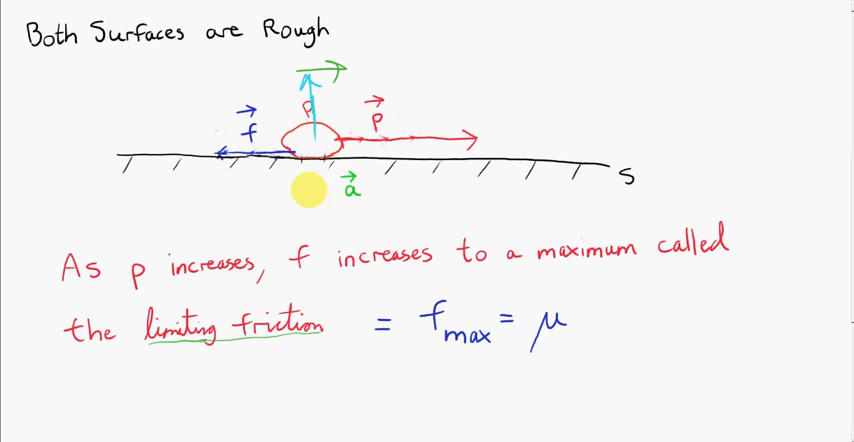 Both Surfaces are Rough
P
f
P
S
a
As p increases, f increases to a maximum called
the limiting friction = fmax = μ